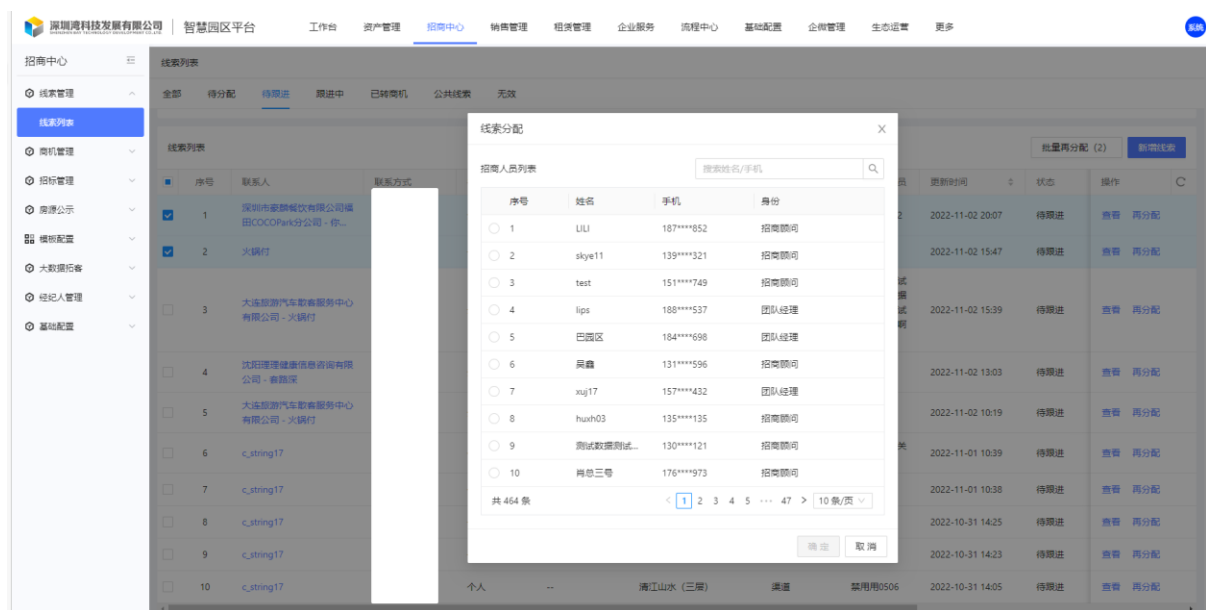 深圳湾科技发展有限公司 智慧园区平台 工作台 资产管理 招商中心 销售管理 租赁管理 企业服务 流程中心 基础配置 企微管理 生态运营 更多 系统
招商中心
线索管理
线索列表
商机管理
招标管理
房源公示
模板配置
大数据拓客
经纪人管理
基础配置
线索列表
全部 待分配 待跟进 跟进中 已转商机 公共线索 无效
线索列表 批量再分配 (2) 新增线索
序号 联系人 联系方式 员 更新时间 状态 操作
1 深圳市豪麟餐饮有限公司福
田COCOPark分公司 - 你... 2 2022-11-02 20:07 待跟进 查看 再分配
2 火锅付 2022-11-02 15:47 待跟进 查看 再分配
3 大连旅游汽车歇客服务中心
有限公司 - 火锅付 2022-11-02 15:39 待跟进 查看 再分配
4 沈阳理理健康信息咨询有限
公司 - 套路深 2022-11-02 13:03 待跟进 查看 再分配
5 大连旅游汽车歇客服务中心
有限公司 - 火锅付 2022-11-02 10:19 待跟进 查看 再分配
6 c_string17 关 2022-11-01 10:39 待跟进 查看 再分配
7 c_string17 2022-11-01 10:38 待跟进 查看 再分配
8 c_string17 2022-10-31 14:25 待跟进 查看 再分配
9 c_string17 2022-10-31 14:23 待跟进 查看 再分配
10 c_string17 个人 -- 清江山水（三层） 渠道 禁用用0506 2022-10-31 14:05 待跟进 查看 再分配
线索分配
招商人员列表 搜索姓名/手机
序号 姓名 手机 身份
1 LILI 187****852 招商顾问
2 skye11 139****321 招商顾问
3 test 151****749 招商顾问
4 lips 188****537 团队经理
5 巴园区 184****698 团队经理
6 吴鑫 131****596 招商顾问
7 xuj17 157****432 团队经理
8 huxh03 135****135 招商顾问
9 测试数据测试... 130****121 招商顾问
10 肖总三号 176****973 招商顾问
共 464 条 < 1 2 3 4 5 ··· 47 > 10 条/页
确 定 取 消